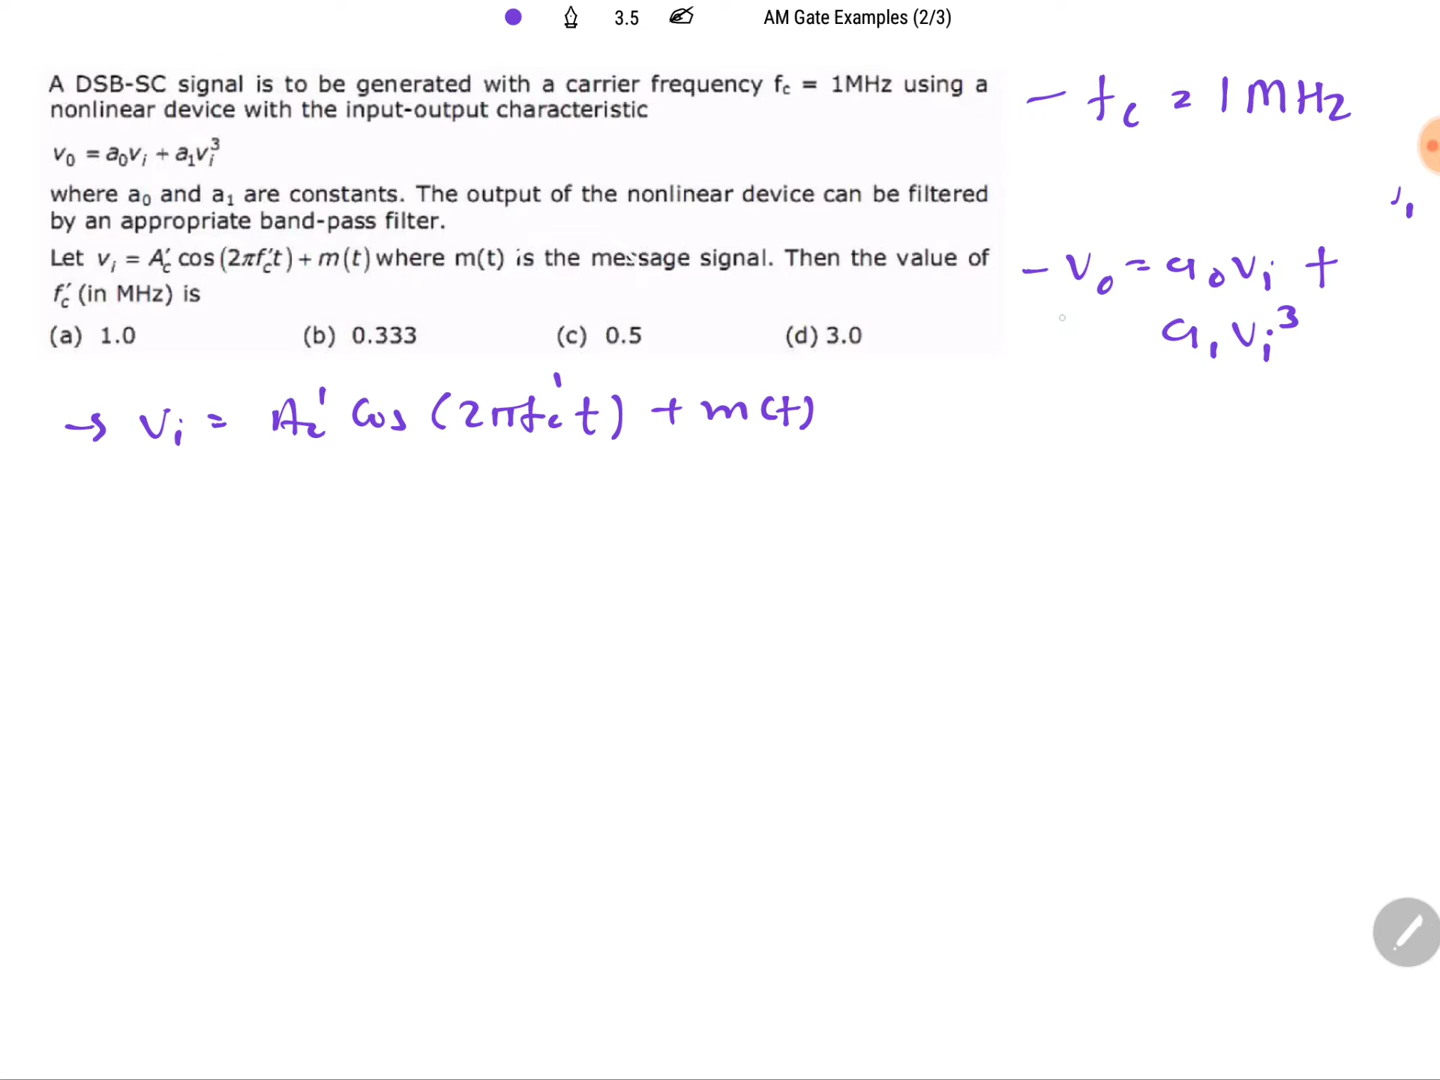 3.5 AM Gate Examples (2/3)
A DSB-SC signal is to be generated with a carrier frequency fc = 1MHz using a
nonlinear device with the input-output characteristic
v₀ = a₀vᵢ + a₁vᵢ³
where a₀ and a₁ are constants. The output of the nonlinear device can be filtered
by an appropriate band-pass filter.
Let vᵢ = A′c cos(2πf′ct) + m(t) where m(t) is the message signal. Then the value of
f′c (in MHz) is
(a) 1.0 (b) 0.333 (c) 0.5 (d) 3.0
– fc = 1 MHz
– v₀ = a₀vᵢ +
a₁vᵢ³
→ vᵢ = Ac' cos (2πfc't) + m(t)